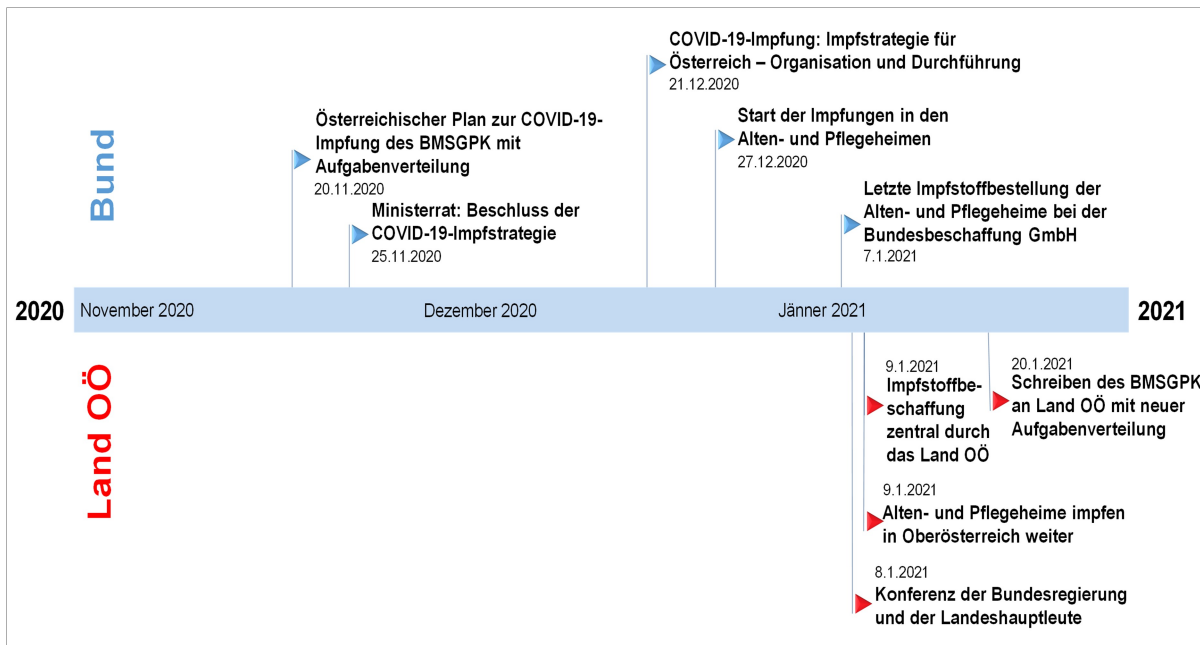 Bund
COVID-19-Impfung: Impfstrategie für
Österreich – Organisation und Durchführung
21.12.2020
Österreichischer Plan zur COVID-19-
Impfung des BMSGPK mit
Aufgabenverteilung
20.11.2020
Start der Impfungen in den
Alten- und Pflegeheimen
27.12.2020
Ministerrat: Beschluss der
COVID-19-Impfstrategie
25.11.2020
Letzte Impfstoffbestellung der
Alten- und Pflegeheime bei der
Bundesbeschaffung GmbH
7.1.2021
2020
November 2020
Dezember 2020
Jänner 2021
2021
Land OÖ
9.1.2021
Impfstoffbe-
schaffung
zentral durch
das Land OÖ
20.1.2021
Schreiben des BMSGPK
an Land OÖ mit neuer
Aufgabenverteilung
9.1.2021
Alten- und Pflegeheime impfen
in Oberösterreich weiter
8.1.2021
Konferenz der Bundesregierung
und der Landeshauptleute